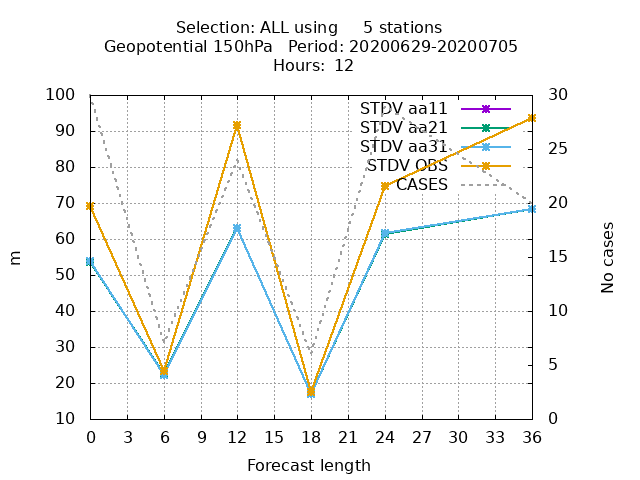 Selection: ALL using     5 stations
Geopotential 150hPa   Period: 20200629-20200705
Hours: 12
STDV aa11
STDV aa21
STDV aa31
STDV OBS
CASES
100
90
80
70
60
50
40
30
20
10
m
30
25
20
15
10
5
0
No cases
0 3 6 9 12 15 18 21 24 27 30 33 36
Forecast length